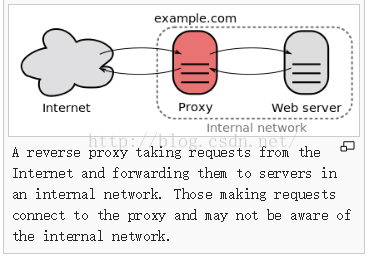 example.com
Internet
Proxy
Web server
Internal network
http://blog.csdn.net/
A reverse proxy taking requests from the
Internet and forwarding them to servers in
an internal network. Those making requests
connect to the proxy and may not be aware of
the internal network.